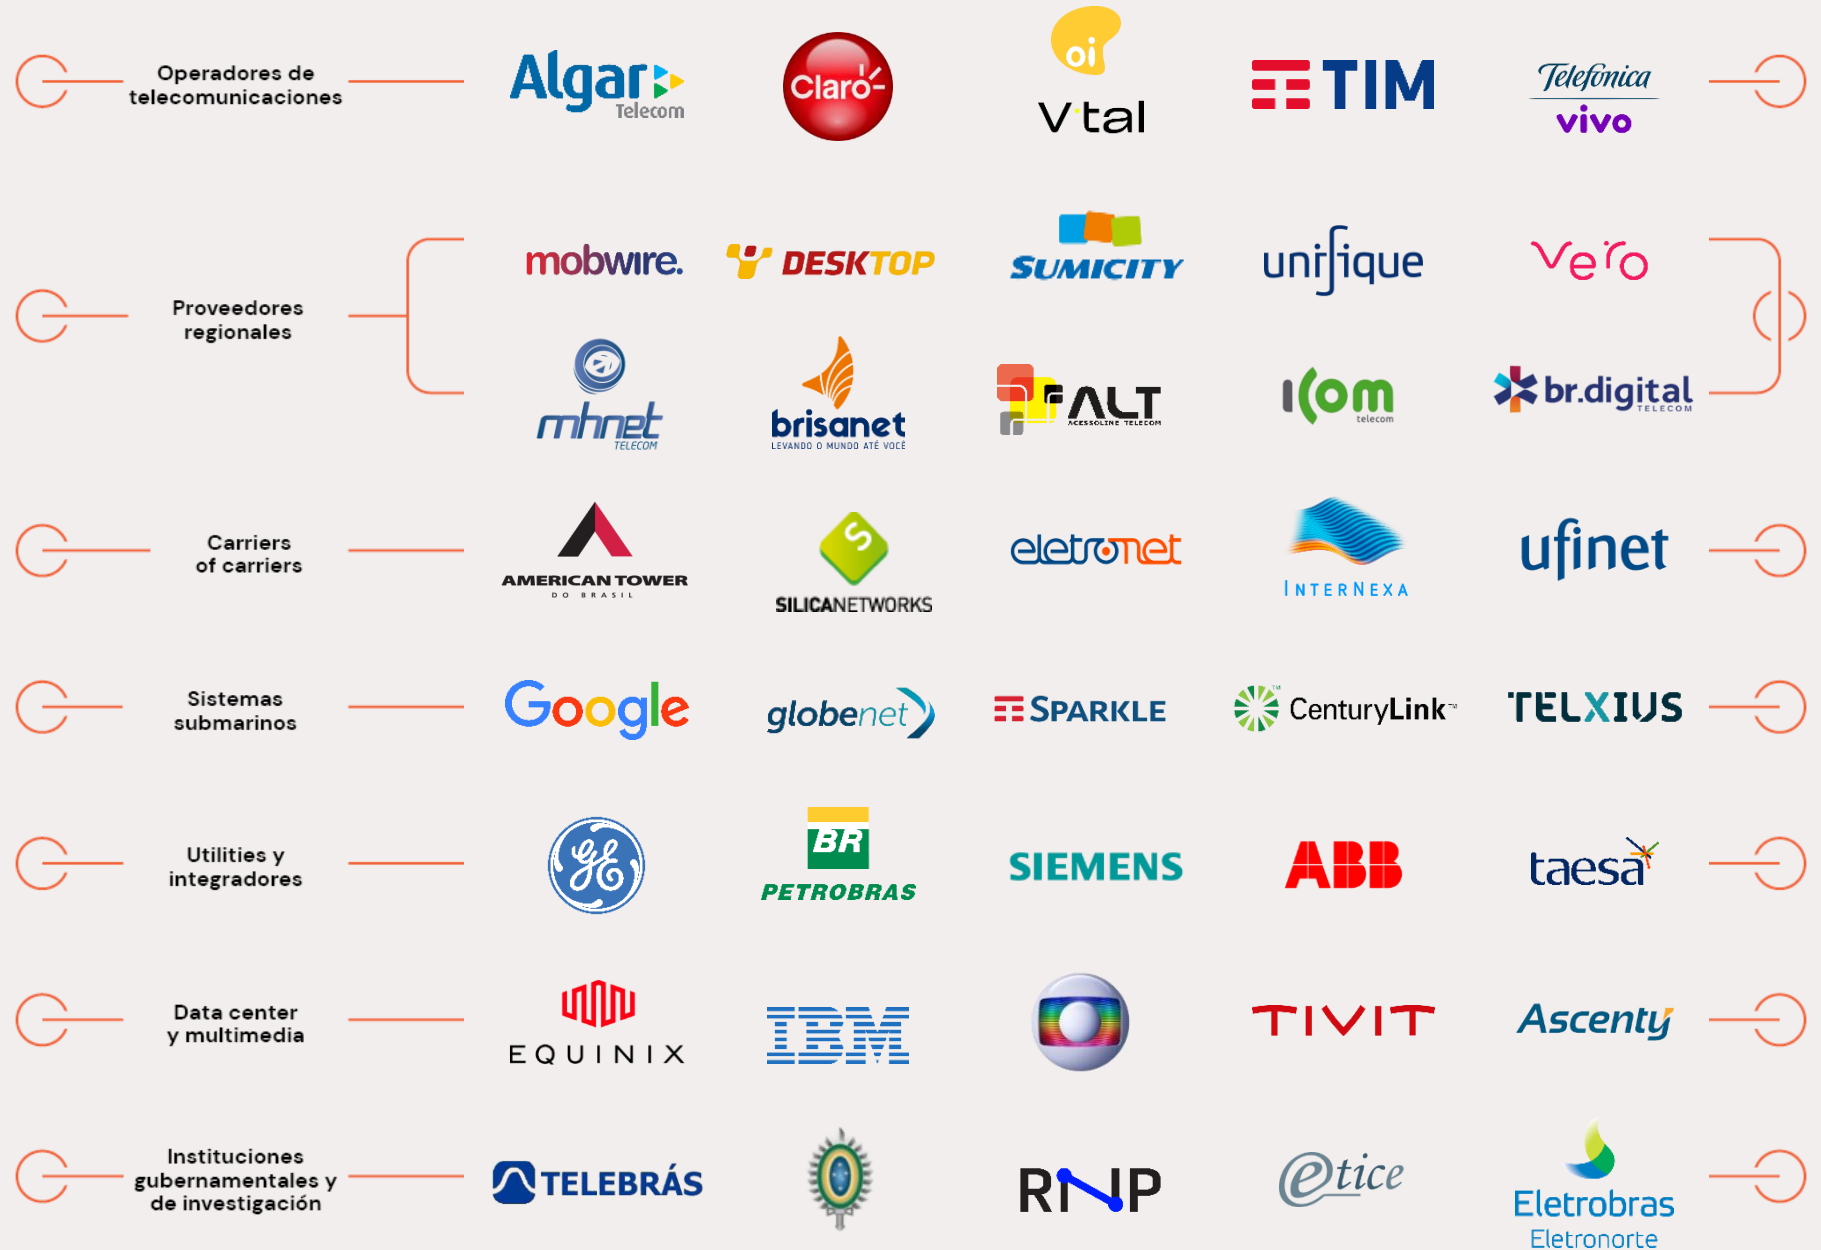 Operadores de
telecomunicaciones
Algar
Telecom
Claro
oi
V.tal
TIM
Telefónica
vivo
Proveedores
regionales
mobwire.
DESKTOP
SUMICITY
unifique
vero
mhnet
TELECOM
brisanet
LEVANDO O MUNDO ATÉ VOCÊ
ALT
ACESSOLINE TELECOM
icom
telecom
br.digital
TELECOM
Carriers
of carriers
AMERICAN TOWER
DO BRASIL
S
SILICANETWORKS
eletronet
INTERNEXA
ufinet
Sistemas
submarinos
Google
globenet
SPARKLE
CenturyLink™
TELXIUS
Utilities y
integradores
GE
BR
PETROBRAS
SIEMENS
ABB
taesa
Data center
y multimedia
EQUINIX
IBM
TIVIT
Ascenty
Instituciones
gubernamentales y
de investigación
TELEBRÁS
RNP
etice
Eletrobras
Eletronorte